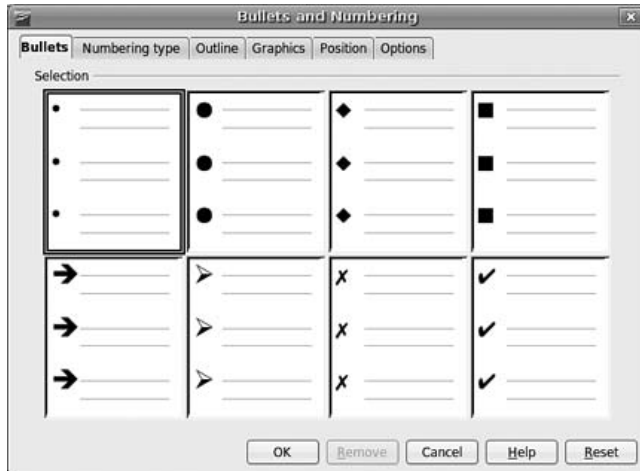 Bullets and Numbering
Bullets Numbering type Outline Graphics Position Options
Selection
OK Remove Cancel Help Reset